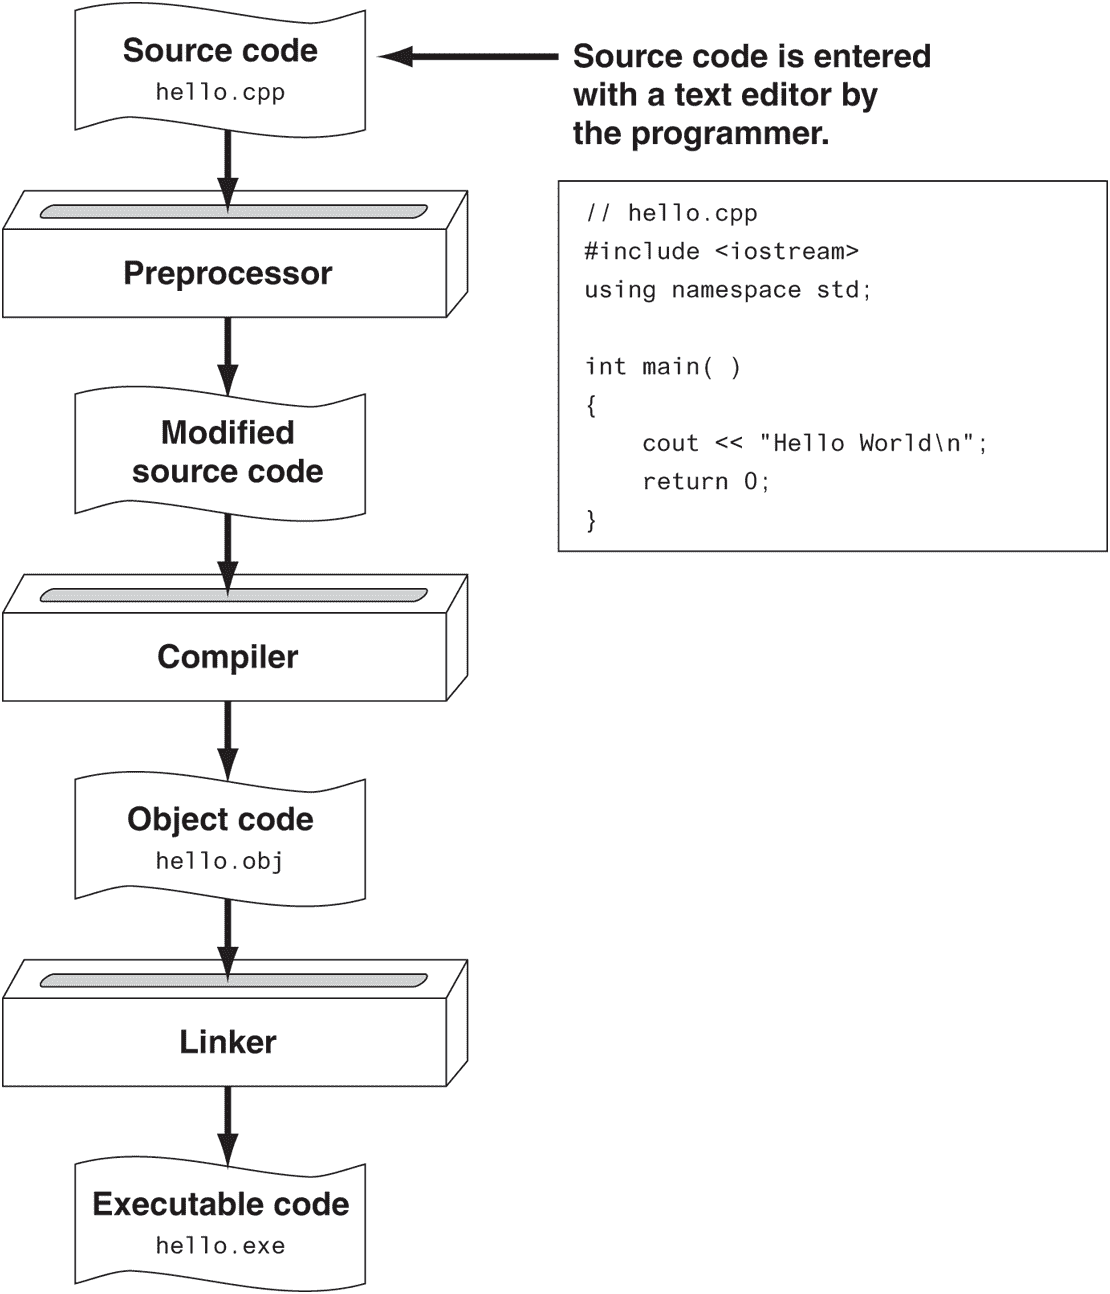 Source code
hello.cpp
Source code is entered
with a text editor by
the programmer.
// hello.cpp
#include <iostream>
using namespace std;
int main( )
{
cout << "Hello World\n";
return 0;
}
Preprocessor
Modified
source code
Compiler
Object code
hello.obj
Linker
Executable code
hello.exe